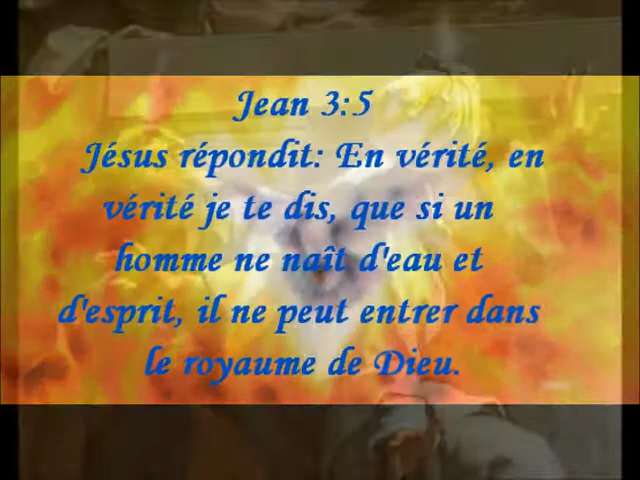 Jean 3:5
Jésus répondit: En vérité, en
vérité je te dis, que si un
homme ne naît d'eau et
d'esprit, il ne peut entrer dans
le royaume de Dieu.